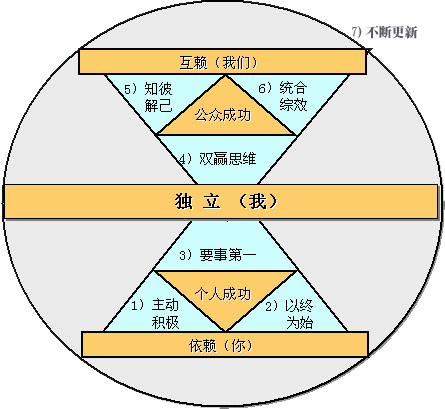 7) 不断更新
互赖（我们）
5）知彼
解己
6）统合
综效
公众成功
4）双赢思维
独 立 （我）
3）要事第一
个人成功
1）主动
积极
2）以终
为始
依赖（你）